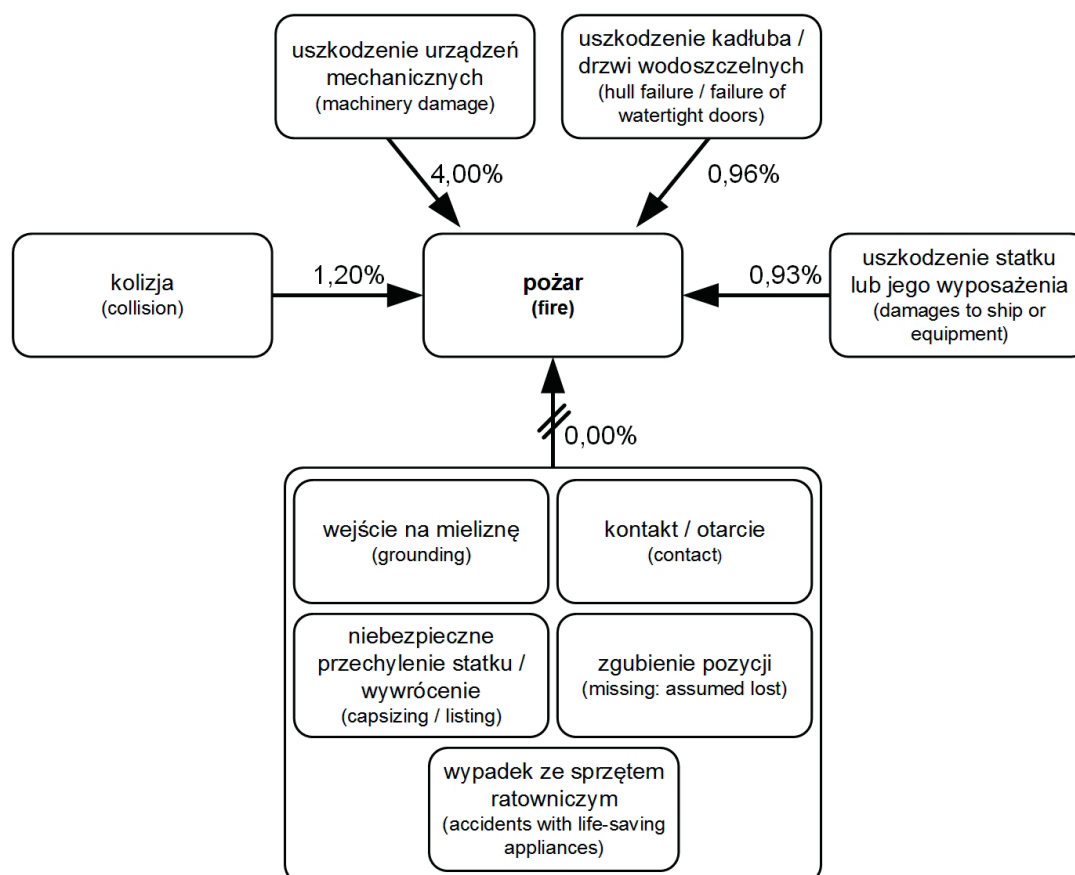 uszkodzenie urządzeń
mechanicznych
(machinery damage)
uszkodzenie kadłuba /
drzwi wodoszczelnych
(hull failure / failure of
watertight doors)
4,00%
0,96%
kolizja
(collision)
1,20%
pożar
(fire)
0,93%
uszkodzenie statku
lub jego wyposażenia
(damages to ship or
equipment)
0,00%
wejście na mieliznę
(grounding)
kontakt / otarcie
(contact)
niebezpieczne
przechylenie statku /
wywrócenie
(capsizing / listing)
zgubienie pozycji
(missing: assumed lost)
wypadek ze sprzętem
ratowniczym
(accidents with life-saving
appliances)